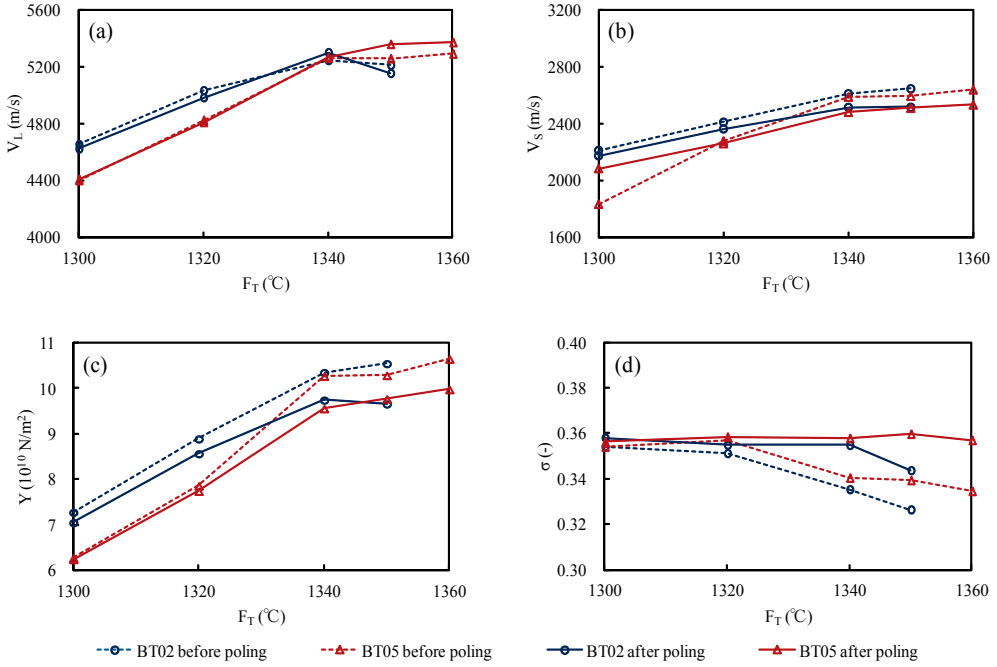 (a)
5600
5200
4800
4400
4000
V_L (m/s)
1300 1320 1340 1360
F_T (℃)
(b)
3200
2800
2400
2000
1600
V_S (m/s)
1300 1320 1340 1360
F_T (℃)
(c)
11
10
9
8
7
6
Y (10^10 N/m^2)
1300 1320 1340 1360
F_T (℃)
(d)
0.40
0.38
0.36
0.34
0.32
0.30
σ (-)
1300 1320 1340 1360
F_T (℃)
BT02 before poling BT05 before poling BT02 after poling BT05 after poling